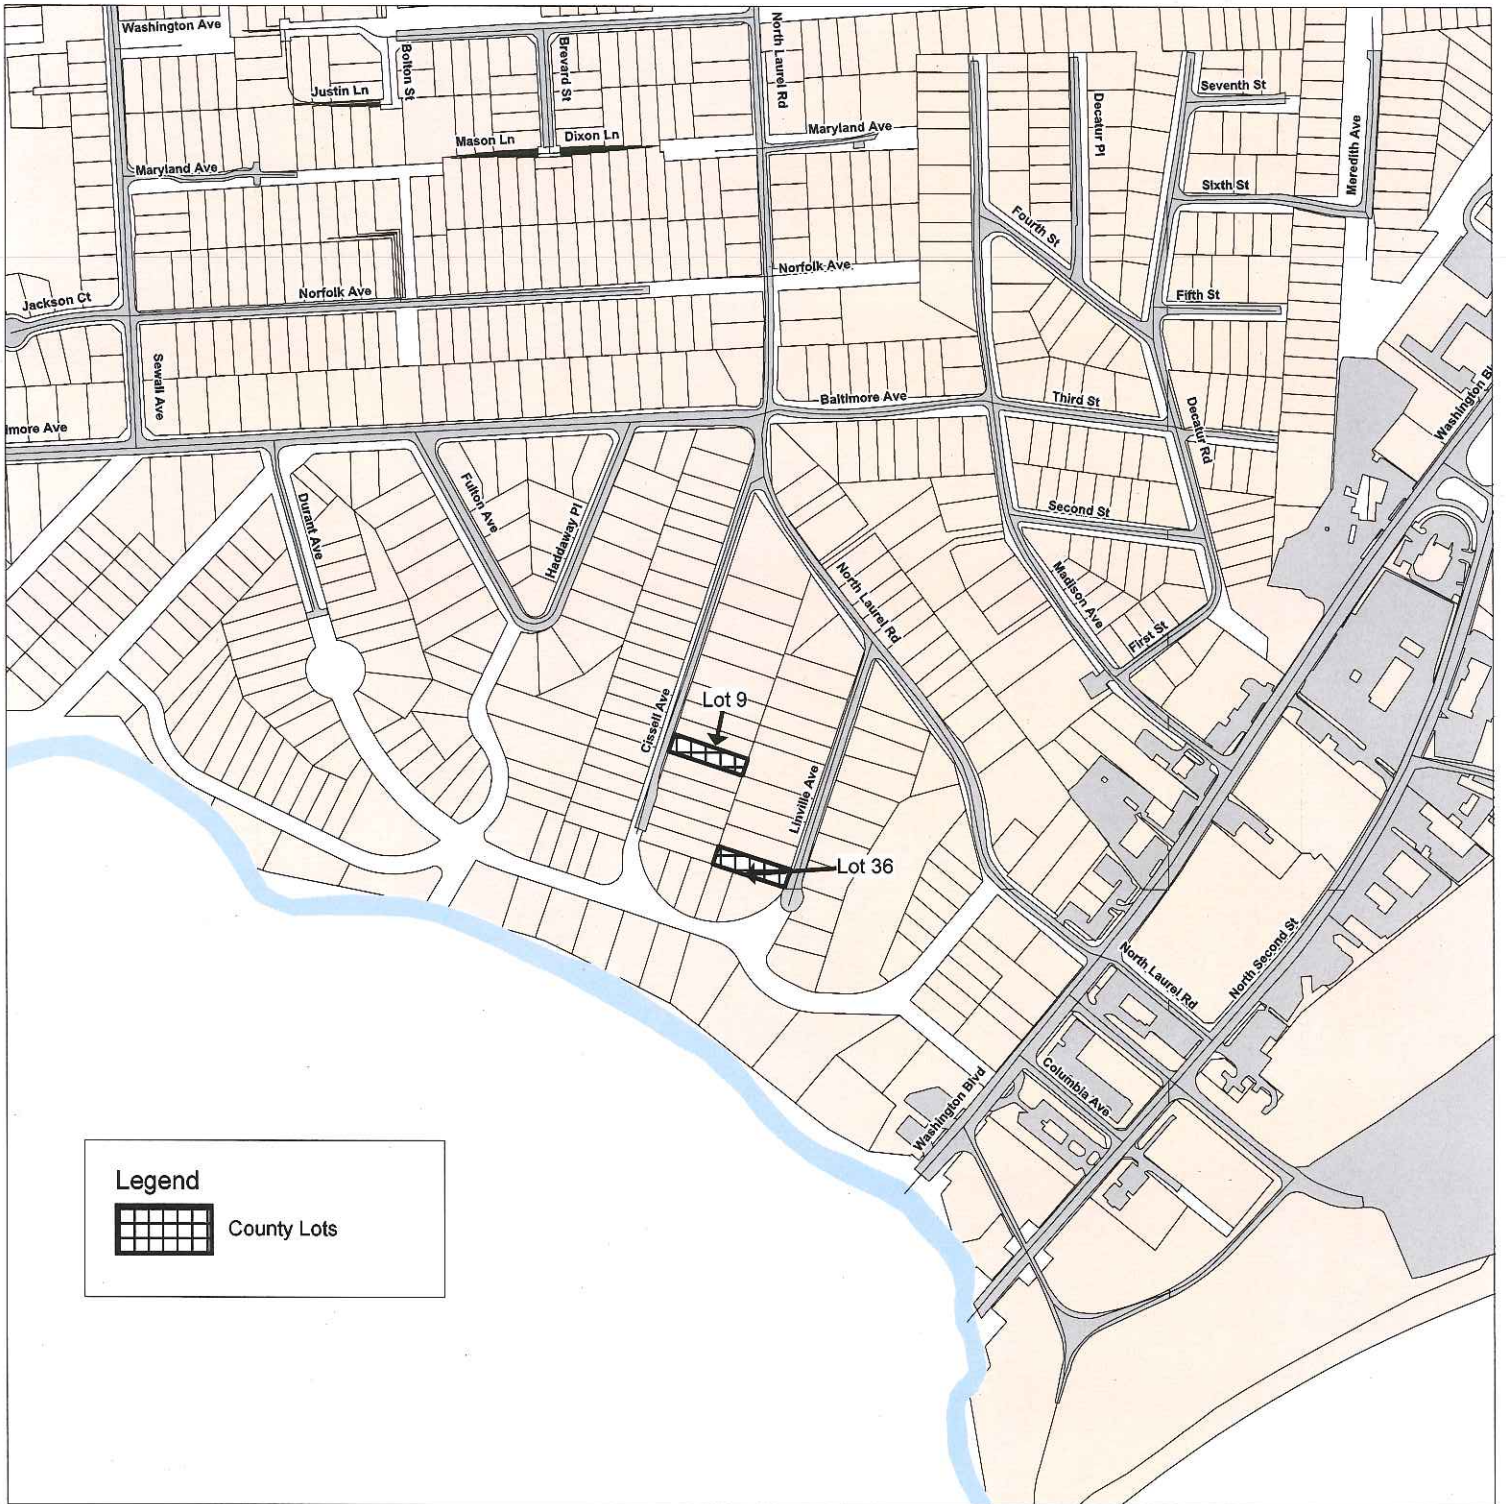 Washington Ave
Bolton St
Brevard St
North Laurel Rd
Justin Ln
Mason Ln
Dixon Ln
Maryland Ave
Maryland Ave
Decatur Pl
Seventh St
Meredith Ave
Sixth St
Fourth St
Fifth St
Jackson Ct
Norfolk Ave
Norfolk Ave
Sewall Ave
Baltimore Ave
Third St
Decatur Rd
Washington Bl
lmore Ave
Durant Ave
Fulton Ave
Haddaway Pl
Second St
North Laurel Rd
Madison Ave
First St
Cissell Ave
Lot 9
Linville Ave
Lot 36
North Laurel Rd
North Second St
Columbia Ave
Washington Blvd
Legend
County Lots